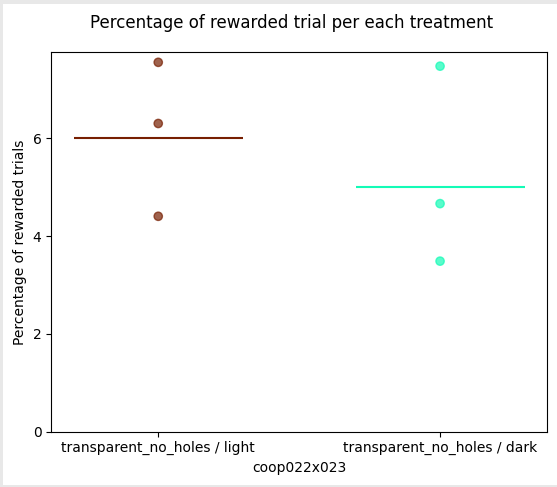 Percentage of rewarded trial per each treatment
Percentage of rewarded trials
6
4
2
0
transparent_no_holes / light
transparent_no_holes / dark
coop022x023